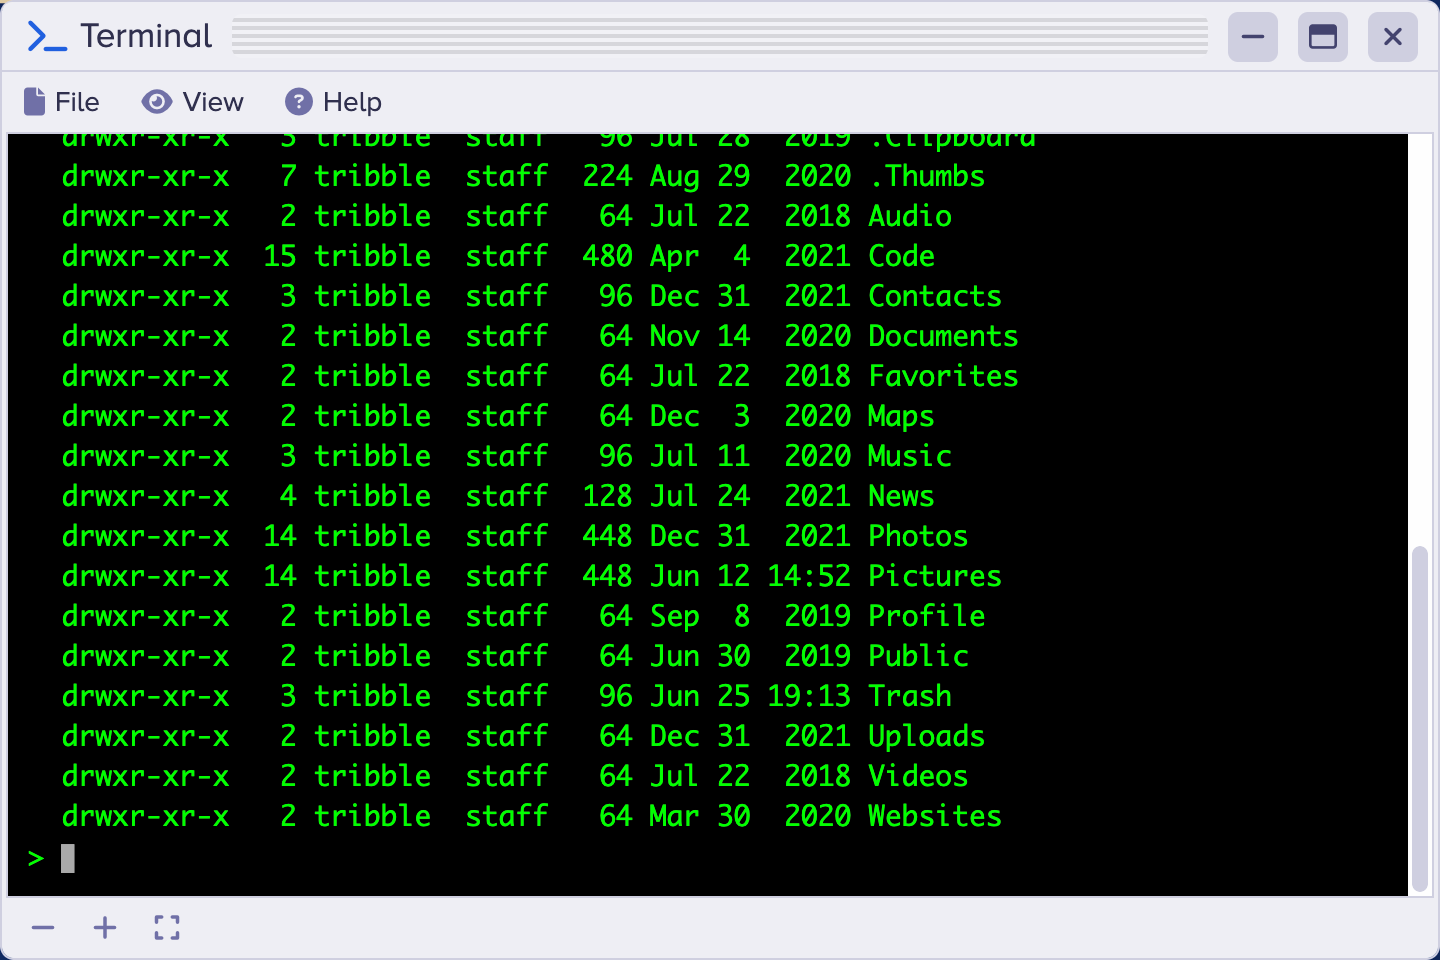 Terminal
File View Help
drwxr-xr-x   3 tribble  staff   96 Jul 28  2019 .Clipboard
drwxr-xr-x   7 tribble  staff  224 Aug 29  2020 .Thumbs
drwxr-xr-x   2 tribble  staff   64 Jul 22  2018 Audio
drwxr-xr-x  15 tribble  staff  480 Apr  4  2021 Code
drwxr-xr-x   3 tribble  staff   96 Dec 31  2021 Contacts
drwxr-xr-x   2 tribble  staff   64 Nov 14  2020 Documents
drwxr-xr-x   2 tribble  staff   64 Jul 22  2018 Favorites
drwxr-xr-x   2 tribble  staff   64 Dec  3  2020 Maps
drwxr-xr-x   3 tribble  staff   96 Jul 11  2020 Music
drwxr-xr-x   4 tribble  staff  128 Jul 24  2021 News
drwxr-xr-x  14 tribble  staff  448 Dec 31  2021 Photos
drwxr-xr-x  14 tribble  staff  448 Jun 12 14:52 Pictures
drwxr-xr-x   2 tribble  staff   64 Sep  8  2019 Profile
drwxr-xr-x   2 tribble  staff   64 Jun 30  2019 Public
drwxr-xr-x   3 tribble  staff   96 Jun 25 19:13 Trash
drwxr-xr-x   2 tribble  staff   64 Dec 31  2021 Uploads
drwxr-xr-x   2 tribble  staff   64 Jul 22  2018 Videos
drwxr-xr-x   2 tribble  staff   64 Mar 30  2020 Websites
>